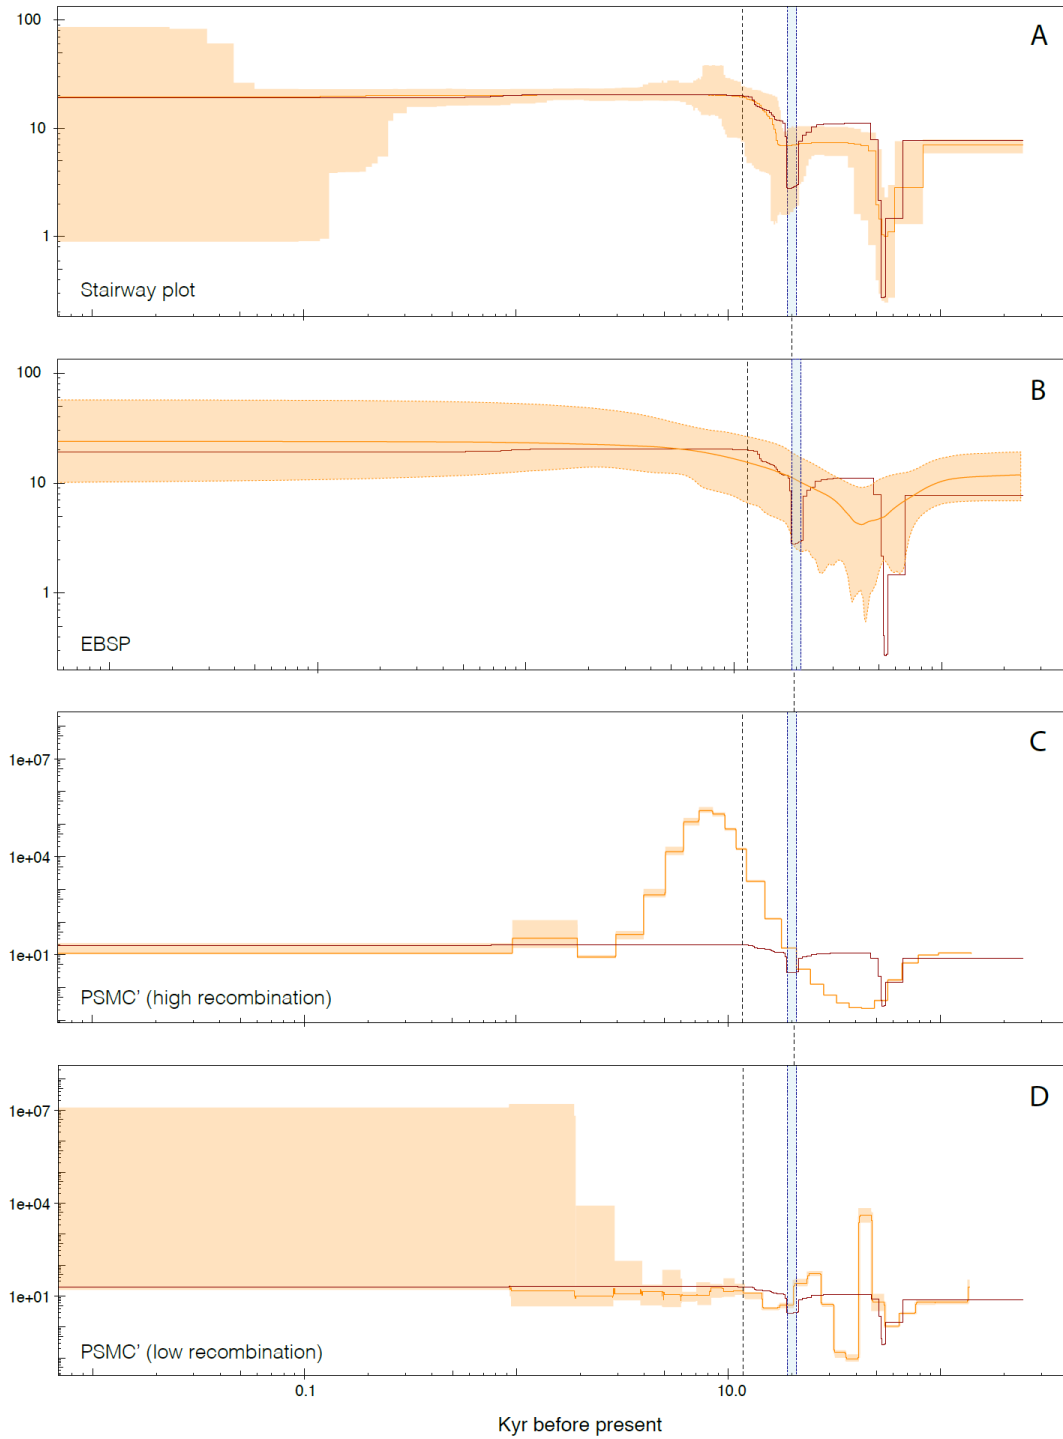 100
A
10
1
Stairway plot
100
B
10
1
EBSP
1e+07
C
1e+04
1e+01
PSMC' (high recombination)
1e+07
D
1e+04
1e+01
PSMC' (low recombination)
0.1 10.0
Kyr before present